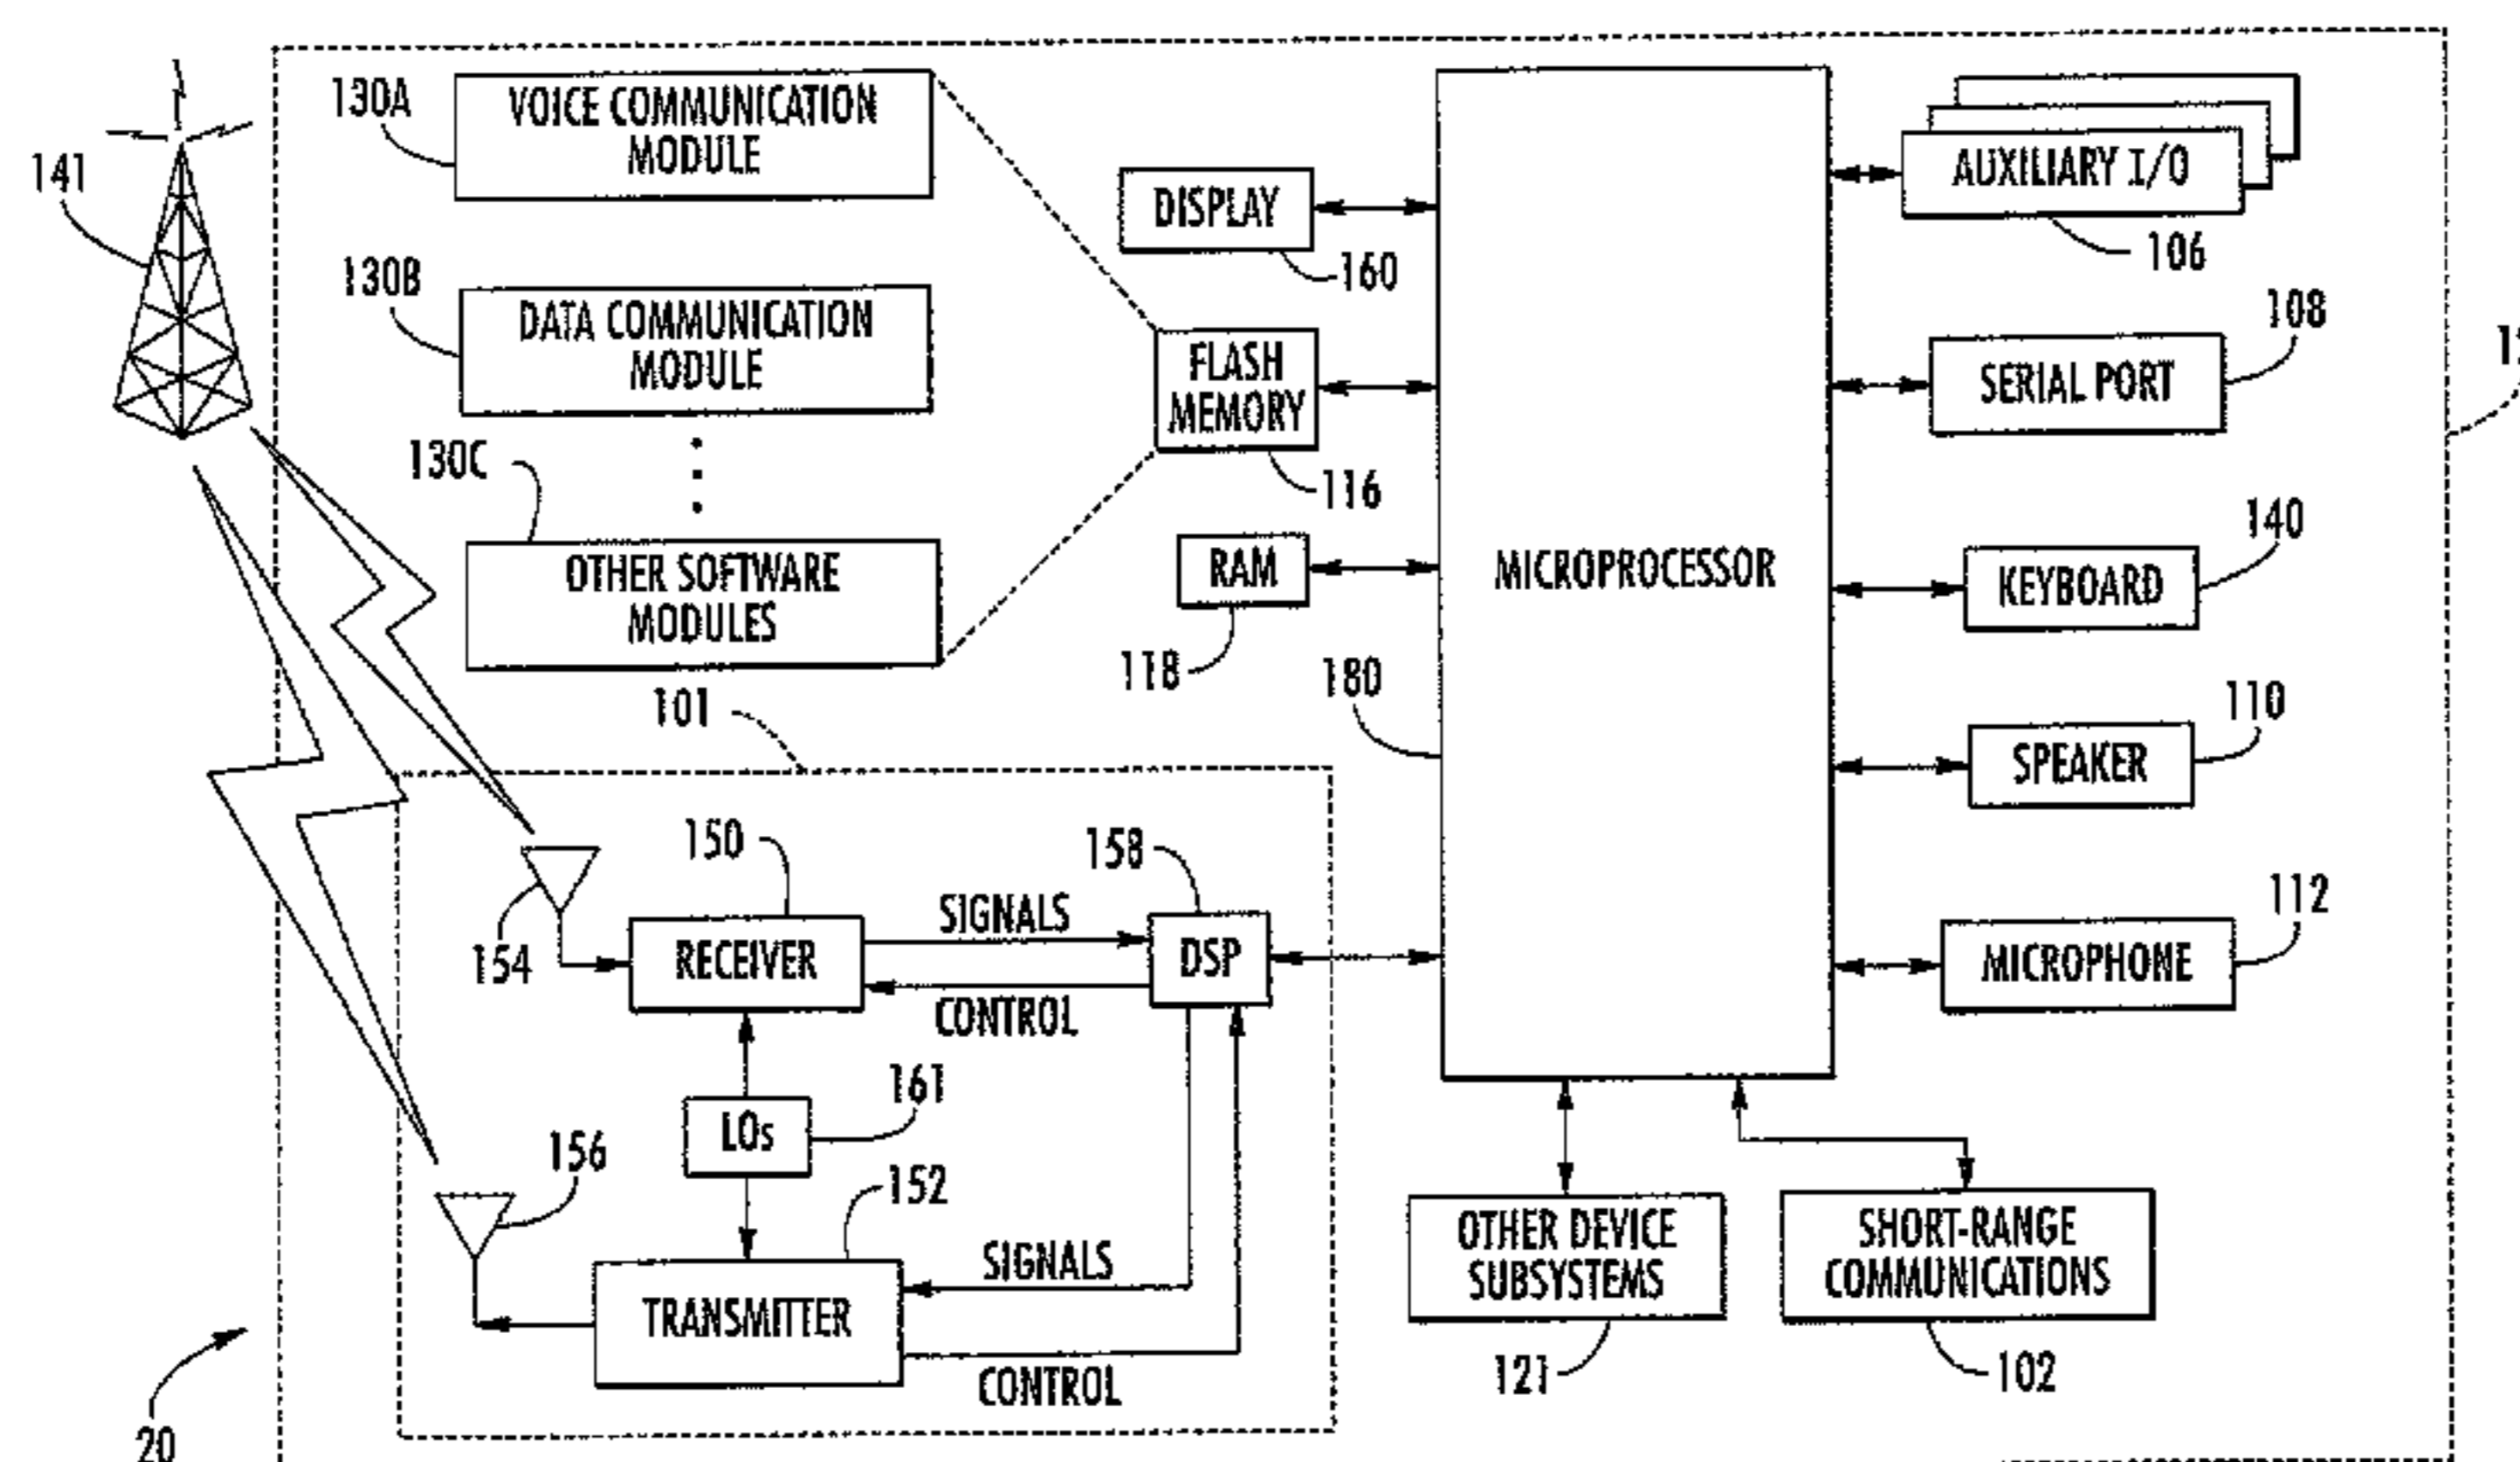 130A
VOICE COMMUNICATION
MODULE
141
AUXILIARY I/O
106
DISPLAY
160
130B
DATA COMMUNICATION
MODULE
108
SERIAL PORT
FLASH
MEMORY
116
130C
OTHER SOFTWARE
MODULES
140
KEYBOARD
RAM
118
MICROPROCESSOR
180
101
110
SPEAKER
150
158
154
RECEIVER
SIGNALS
DSP
CONTROL
112
MICROPHONE
LOs
161
156
152
SIGNALS
TRANSMITTER
CONTROL
OTHER DEVICE
SUBSYSTEMS
121
SHORT-RANGE
COMMUNICATIONS
102
20